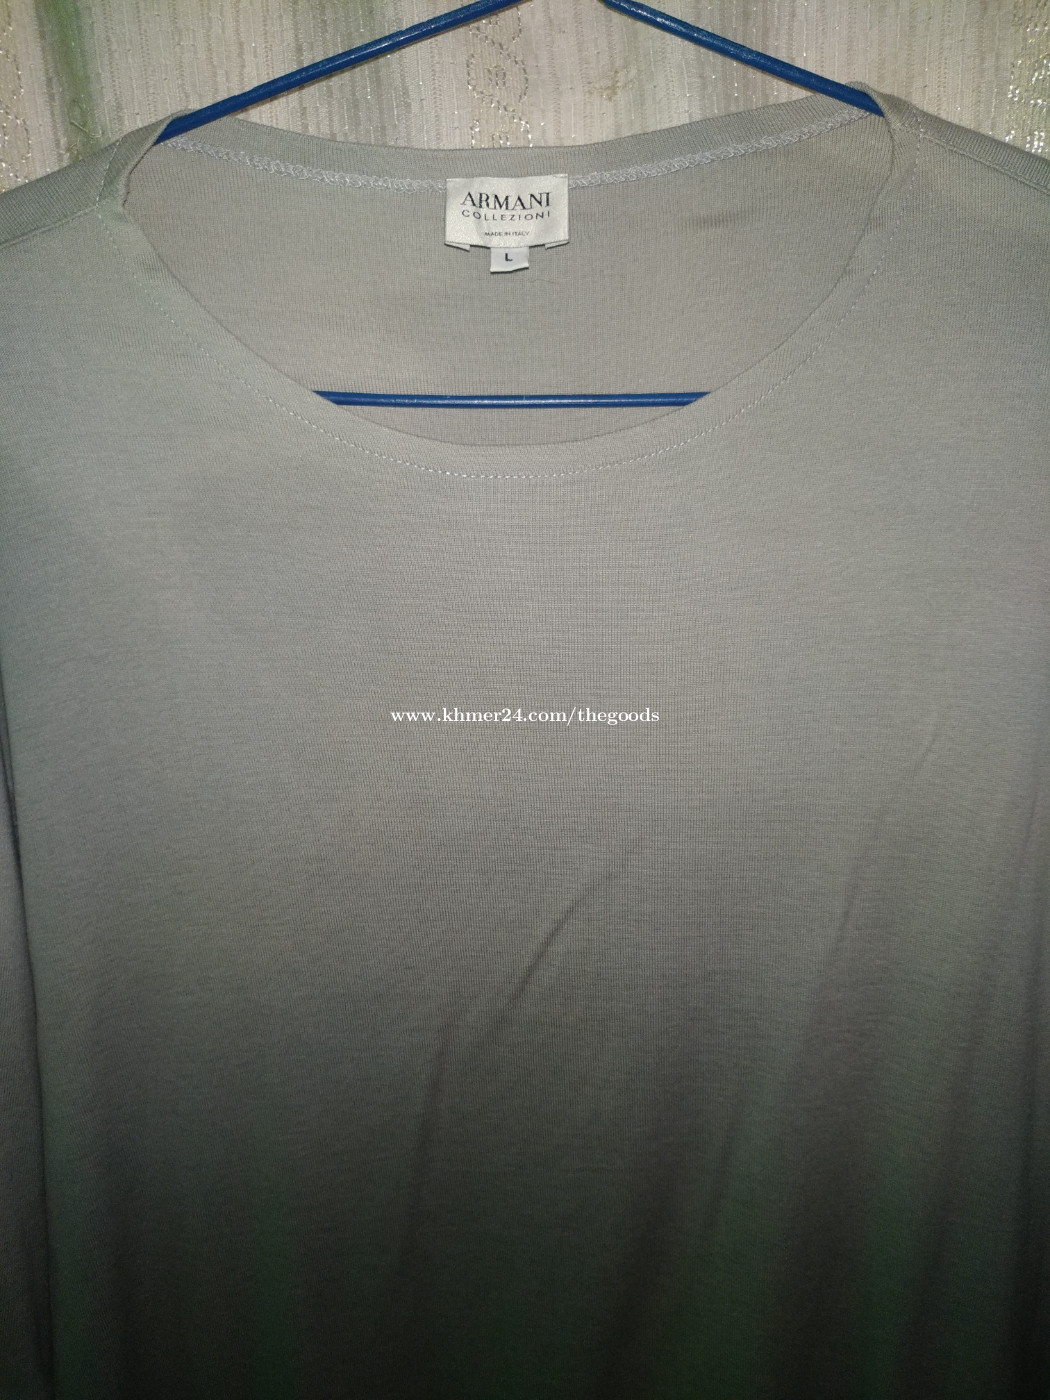 ARMANI
COLLEZIONI
MADE IN ITALY
L
www.khmer24.com/thegoods